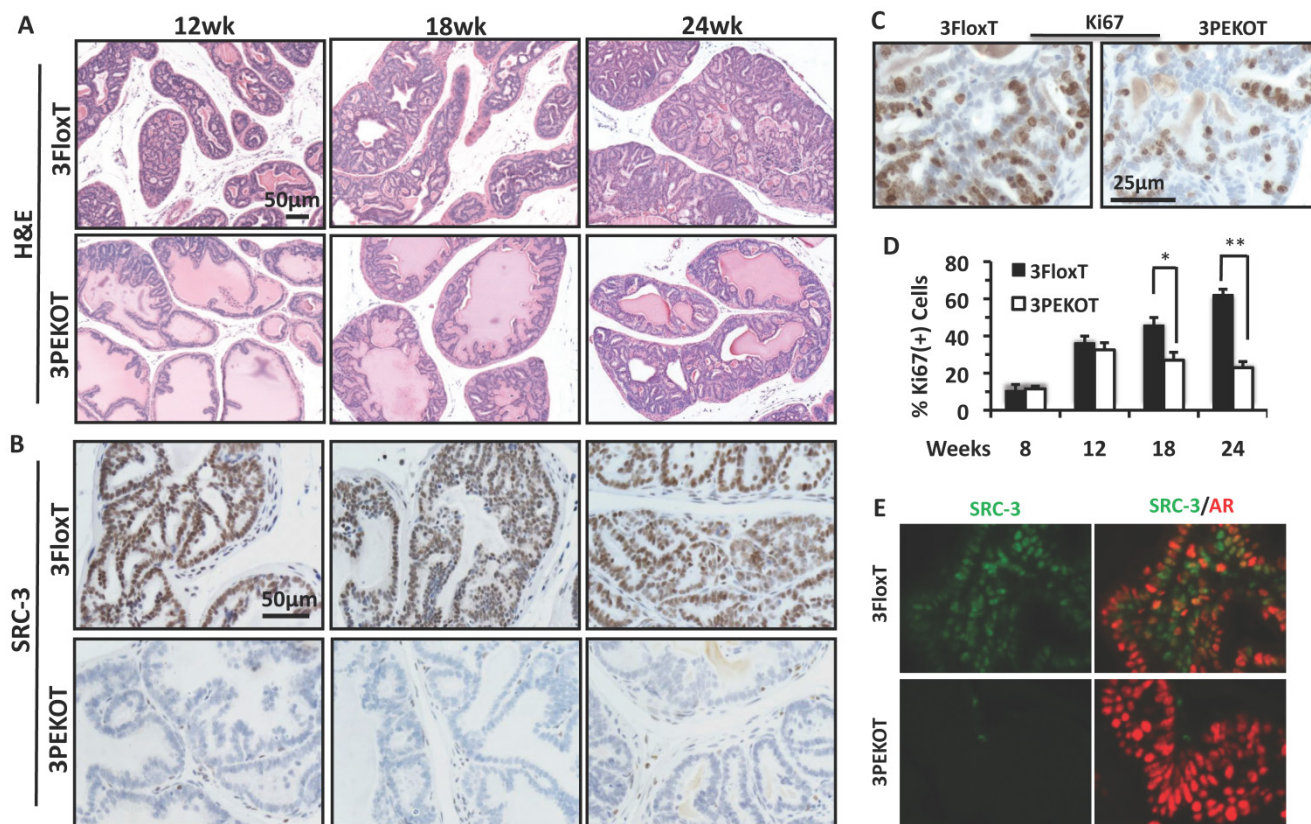 A
12wk
18wk
24wk
H&E
3FloxT
50μm
3PEKOT
B
SRC-3
3FloxT
50μm
3PEKOT
C
3FloxT
Ki67
3PEKOT
25μm
D
% Ki67(+) Cells
80
60
40
20
0
3FloxT
3PEKOT
*
**
Weeks 8 12 18 24
E
SRC-3
SRC-3/AR
3FloxT
3PEKOT